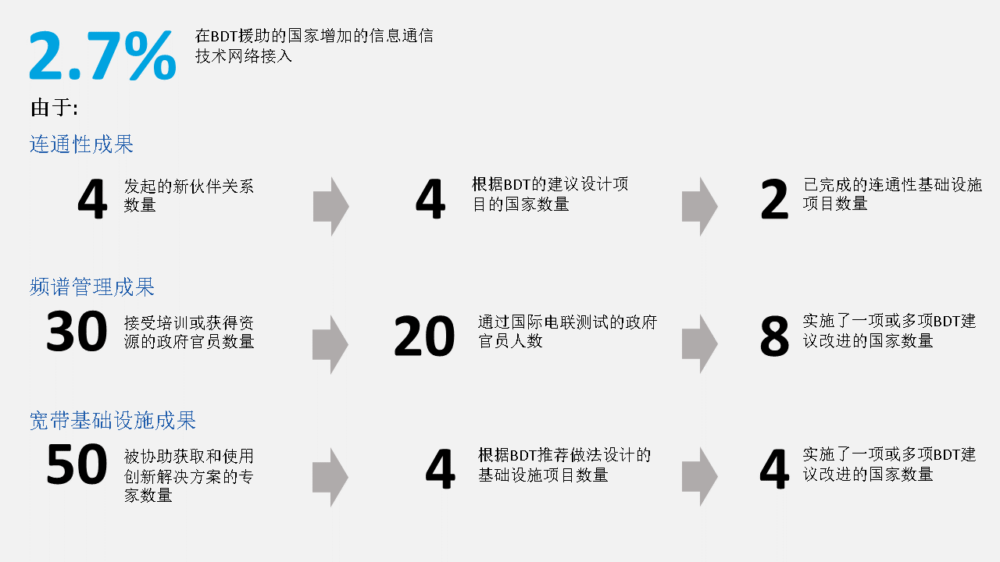 2.7%
在BDT援助的国家增加的信息通信
技术网络接入
由于:
连通性成果
4
发起的新伙伴关系
数量
4
根据BDT的建议设计项
目的国家数量
2
已完成的连通性基础设施
项目数量
频谱管理成果
30
接受培训或获得资
源的政府官员数量
20
通过国际电联测试的政府
官员人数
8
实施了一项或多项BDT建
议改进的国家数量
宽带基础设施成果
50
被协助获取和使用
创新解决方案的专
家数量
4
根据BDT推荐做法设计的
基础设施项目数量
4
实施了一项或多项BDT建
议改进的国家数量